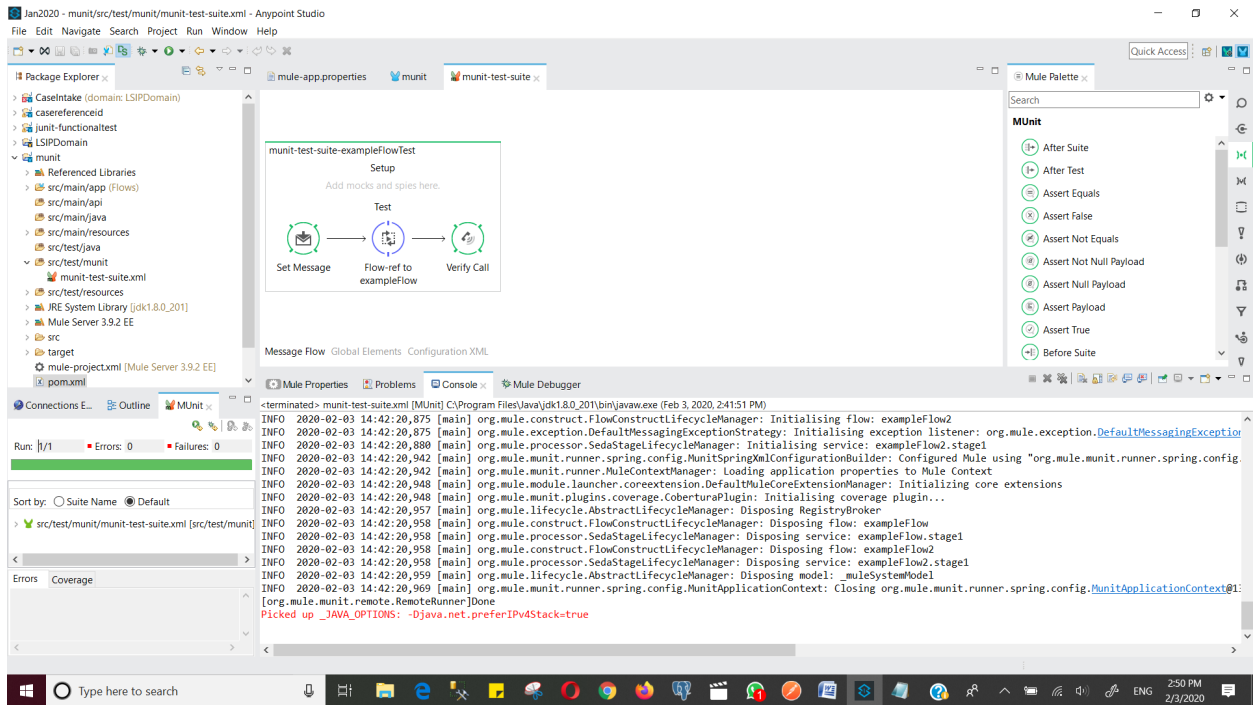 Jan2020 - munit/src/test/munit/munit-test-suite.xml - Anypoint Studio
File Edit Navigate Search Project Run Window Help
Quick Access
Package Explorer
CaseIntake (domain: LSIPDomain)
casereferenceid
junit-functionaltest
LSIPDomain
munit
Referenced Libraries
src/main/app (Flows)
src/main/api
src/main/java
src/main/resources
src/test/java
src/test/munit
munit-test-suite.xml
src/test/resources
JRE System Library [jdk1.8.0_201]
Mule Server 3.9.2 EE
src
target
mule-project.xml [Mule Server 3.9.2 EE]
pom.xml
mule-app.properties munit munit-test-suite
munit-test-suite-exampleFlowTest
Setup
Add mocks and spies here.
Test
Set Message
Flow-ref to
exampleFlow
Verify Call
Message Flow Global Elements Configuration XML
Mule Palette
Search
MUnit
After Suite
After Test
Assert Equals
Assert False
Assert Not Equals
Assert Not Null Payload
Assert Null Payload
Assert Payload
Assert True
Before Suite
Connections E... Outline MUnit
Run: 1/1 Errors: 0 Failures: 0
Sort by: Suite Name Default
src/test/munit/munit-test-suite.xml [src/test/munit]
Errors Coverage
Mule Properties Problems Console Mule Debugger
<terminated> munit-test-suite.xml [MUnit] C:\Program Files\Java\jdk1.8.0_201\bin\javaw.exe (Feb 3, 2020, 2:41:51 PM)
INFO 2020-02-03 14:42:20,875 [main] org.mule.construct.FlowConstructLifecycleManager: Initialising flow: exampleFlow2
INFO 2020-02-03 14:42:20,875 [main] org.mule.exception.DefaultMessagingExceptionStrategy: Initialising exception listener: org.mule.exception.DefaultMessagingException
INFO 2020-02-03 14:42:20,880 [main] org.mule.processor.SedaStageLifecycleManager: Initialising service: exampleFlow2.stage1
INFO 2020-02-03 14:42:20,942 [main] org.mule.munit.runner.spring.config.MunitSpringXmlConfigurationBuilder: Configured Mule using "org.mule.munit.runner.spring.config.
INFO 2020-02-03 14:42:20,942 [main] org.mule.munit.runner.MuleContextManager: Loading application properties to Mule Context
INFO 2020-02-03 14:42:20,948 [main] org.mule.module.launcher.coreextension.DefaultMuleCoreExtensionManager: Initializing core extensions
INFO 2020-02-03 14:42:20,948 [main] org.mule.munit.plugins.coverage.CoberturaPlugin: Initialising coverage plugin...
INFO 2020-02-03 14:42:20,957 [main] org.mule.lifecycle.AbstractLifecycleManager: Disposing RegistryBroker
INFO 2020-02-03 14:42:20,958 [main] org.mule.construct.FlowConstructLifecycleManager: Disposing flow: exampleFlow
INFO 2020-02-03 14:42:20,958 [main] org.mule.processor.SedaStageLifecycleManager: Disposing service: exampleFlow.stage1
INFO 2020-02-03 14:42:20,958 [main] org.mule.construct.FlowConstructLifecycleManager: Disposing flow: exampleFlow2
INFO 2020-02-03 14:42:20,958 [main] org.mule.processor.SedaStageLifecycleManager: Disposing service: exampleFlow2.stage1
INFO 2020-02-03 14:42:20,959 [main] org.mule.lifecycle.AbstractLifecycleManager: Disposing model: _muleSystemModel
INFO 2020-02-03 14:42:20,969 [main] org.mule.munit.runner.spring.config.MunitApplicationContext: Closing org.mule.munit.runner.spring.config.MunitApplicationContext@1
[org.mule.munit.remote.RemoteRunner]Done
Picked up _JAVA_OPTIONS: -Djava.net.preferIPv4Stack=true
Type here to search
ENG
2:50 PM
2/3/2020